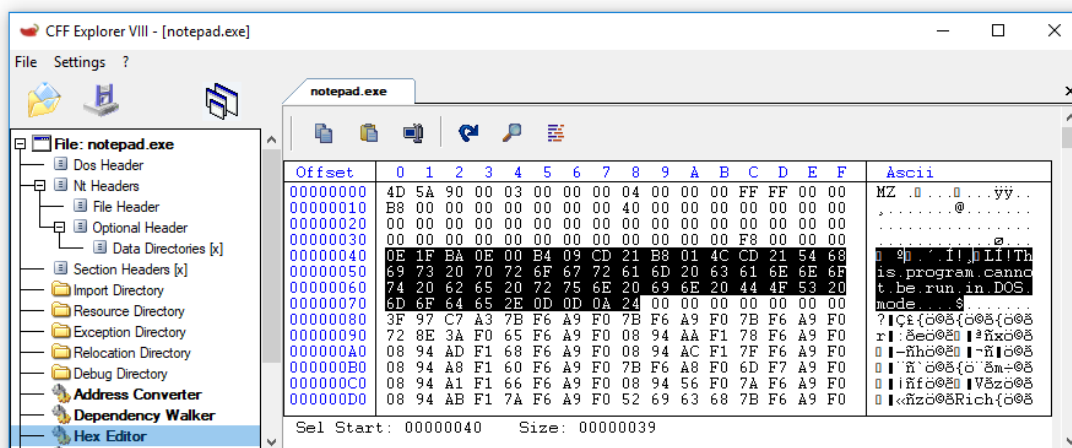 CFF Explorer VIII - [notepad.exe]
File Settings ?
notepad.exe
File: notepad.exe
Dos Header
Nt Headers
File Header
Optional Header
Data Directories [x]
Section Headers [x]
Import Directory
Resource Directory
Exception Directory
Relocation Directory
Debug Directory
Address Converter
Dependency Walker
Hex Editor
Offset 0 1 2 3 4 5 6 7 8 9 A B C D E F Ascii
00000000 4D 5A 90 00 03 00 00 00 04 00 00 00 FF FF 00 00 MZ . ... ....ÿÿ..
00000010 B8 00 00 00 00 00 00 00 40 00 00 00 00 00 00 00 ¸.......@.......
00000020 00 00 00 00 00 00 00 00 00 00 00 00 00 00 00 00 ................
00000030 00 00 00 00 00 00 00 00 00 00 00 00 F8 00 00 00 ............ø...
00000040 0E 1F BA 0E 00 B4 09 CD 21 B8 01 4C CD 21 54 68 º .´.Í!¸ LÍ!Th
00000050 69 73 20 70 72 6F 67 72 61 6D 20 63 61 6E 6E 6F is.program.canno
00000060 74 20 62 65 20 72 75 6E 20 69 6E 20 44 4F 53 20 t.be.run.in.DOS.
00000070 6D 6F 64 65 2E 0D 0D 0A 24 00 00 00 00 00 00 00 mode....$.......
00000080 3F 97 C7 A3 7B F6 A9 F0 7B F6 A9 F0 7B F6 A9 F0 ? Ç£{ö©ð{ö©ð{ö©ð
00000090 72 8E 3A F0 65 F6 A9 F0 08 94 AA F1 78 F6 A9 F0 r :ðeö©ð ªñxö©ð
000000A0 08 94 AD F1 68 F6 A9 F0 08 94 AC F1 7F F6 A9 F0 -ñhö©ð ¬ñ ö©ð
000000B0 08 94 A8 F1 60 F6 A9 F0 7B F6 A8 F0 6D F7 A9 F0 ¨ñ`ö©ð{ö¨ðm÷©ð
000000C0 08 94 A1 F1 66 F6 A9 F0 08 94 56 F0 7A F6 A9 F0 ¡ñfö©ð Vðzö©ð
000000D0 08 94 AB F1 7A F6 A9 F0 52 69 63 68 7B F6 A9 F0 «ñzö©ðRich{ö©ð
Sel Start: 00000040 Size: 00000039